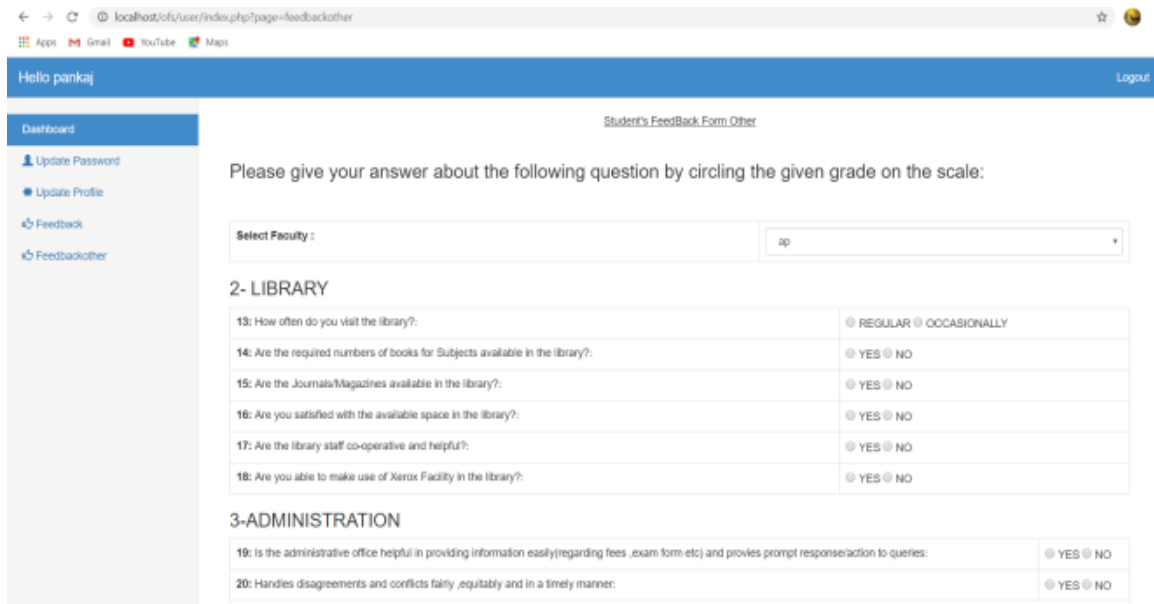 localhost/ofs/user/index.php?page=feedbackother
Apps Gmail YouTube Maps
Hello pankaj Logout
Student's FeedBack Form Other
Dashboard
Update Password
Update Profile
Feedback
Feedbackother
Please give your answer about the following question by circling the given grade on the scale:
Select Faculty : ap
2- LIBRARY
13: How often do you visit the library?: REGULAR OCCASIONALLY
14: Are the required numbers of books for Subjects available in the library?: YES NO
15: Are the Journals/Magazines available in the library?: YES NO
16: Are you satisfied with the available space in the library?: YES NO
17: Are the library staff co-operative and helpful?: YES NO
18: Are you able to make use of Xerox Facility in the library?: YES NO
3-ADMINISTRATION
19: Is the administrative office helpful in providing information easily(regarding fees ,exam form etc) and provies prompt response/action to queries: YES NO
20: Handles disagreements and conflicts fairly ,equitably and in a timely manner: YES NO